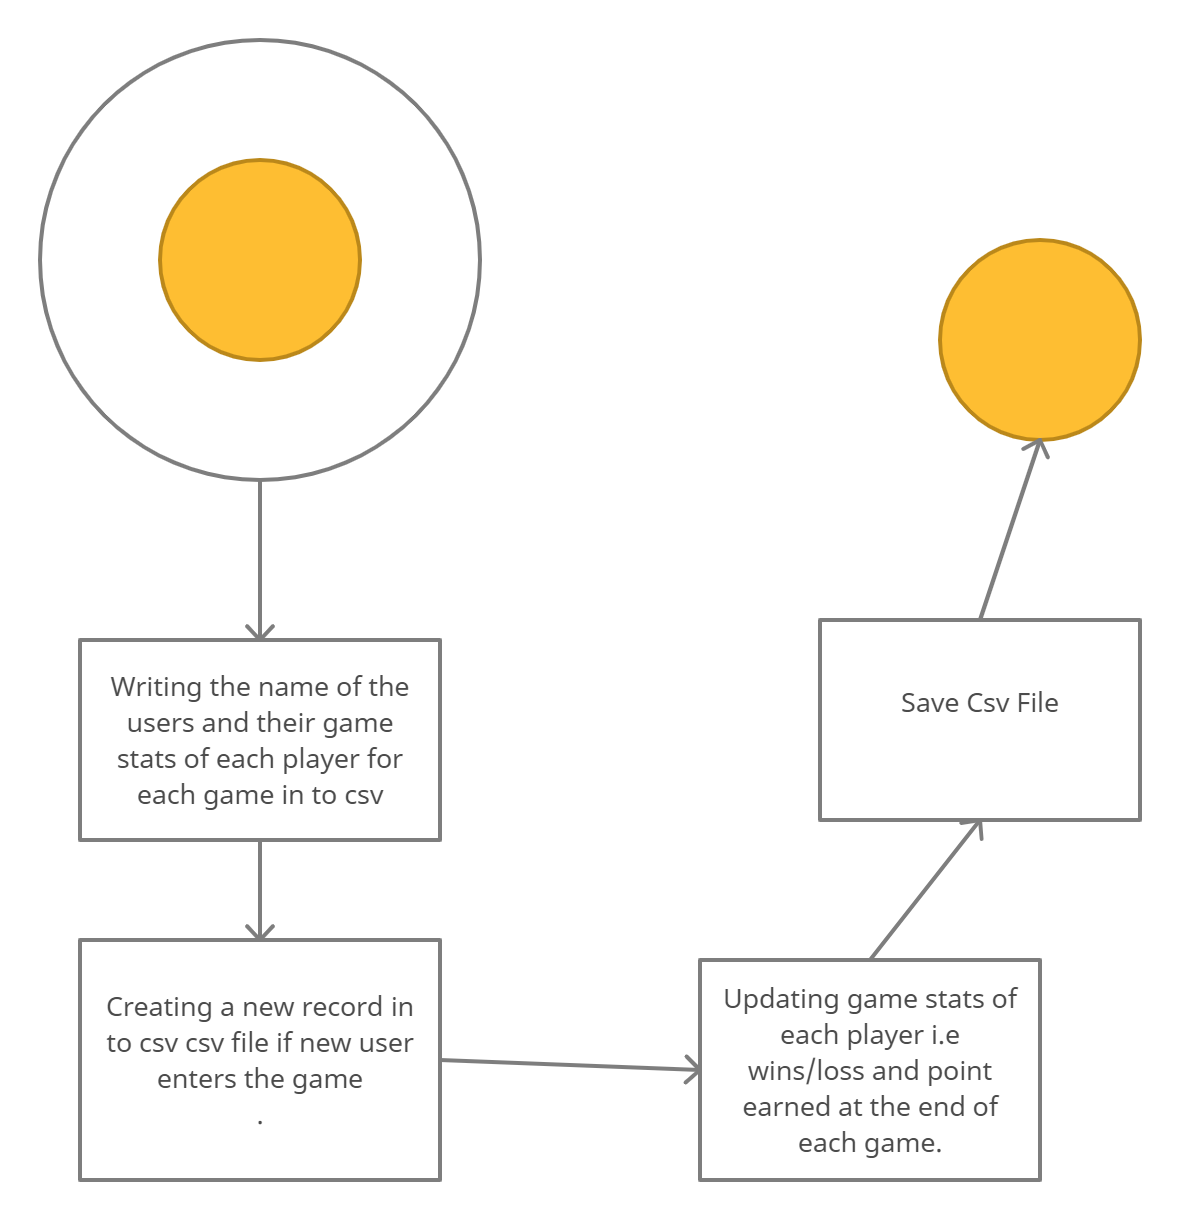 Writing the name of the
users and their game
stats of each player for
each game in to csv
Creating a new record in
to csv csv file if new user
enters the game
.
Updating game stats of
each player i.e
wins/loss and point
earned at the end of
each game.
Save Csv File